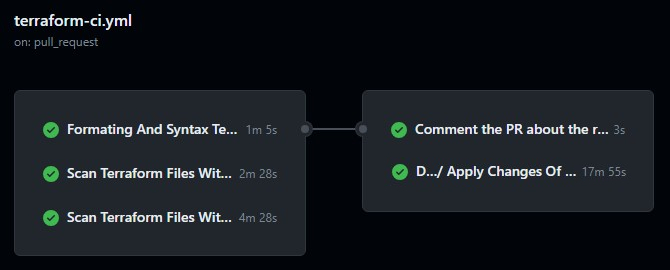 terraform-ci.yml
on: pull_request
Formating And Syntax Te... 1m 5s
Scan Terraform Files Wit... 2m 28s
Scan Terraform Files Wit... 4m 28s
Comment the PR about the r... 3s
D.../ Apply Changes Of ... 17m 55s